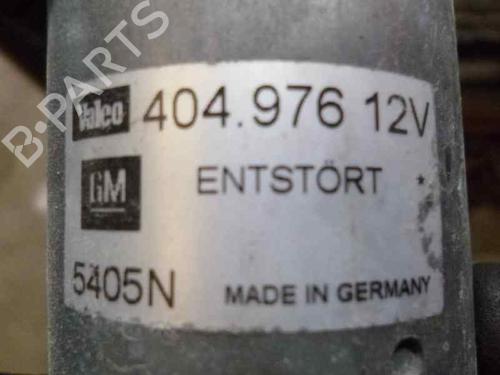 Valeo 404.976 12V
GM ENTSTÖRT *
5405N MADE IN GERMANY
B-PARTS